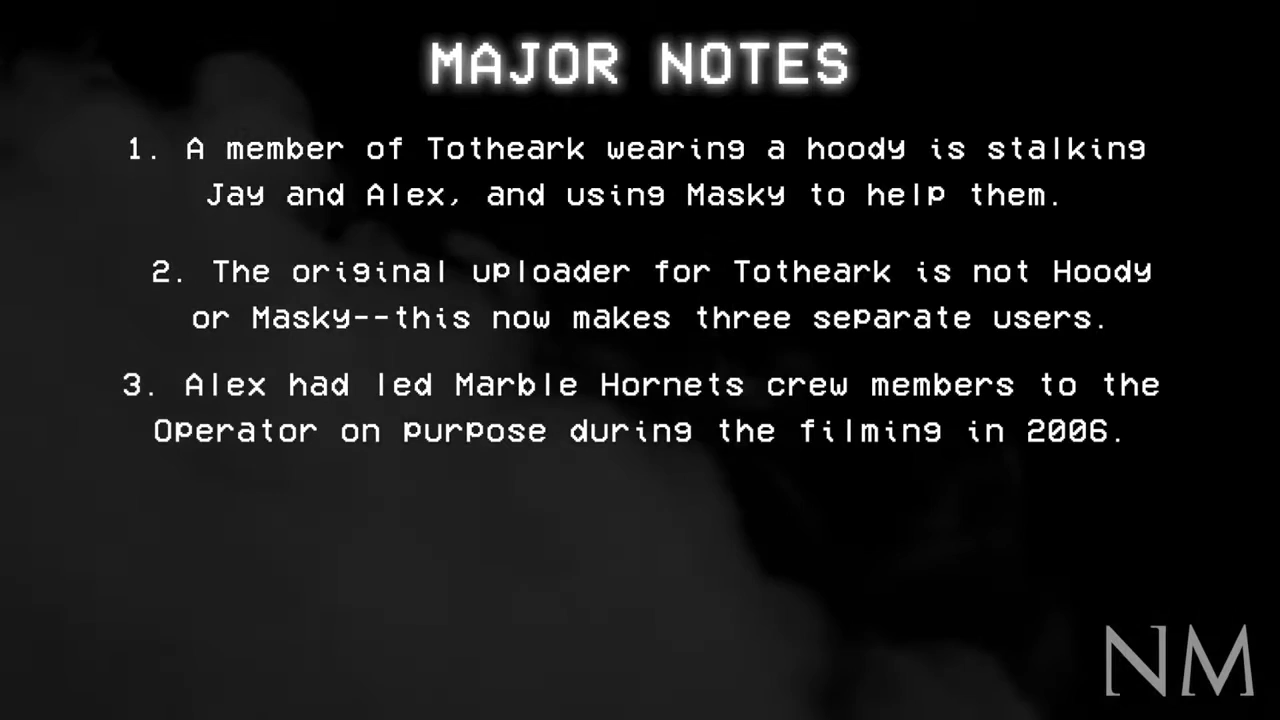 MAJOR NOTES
1. A member of Totheark wearing a hoody is stalking
Jay and Alex, and using Masky to help them.
2. The original uploader for Totheark is not Hoody
or Masky--this now makes three separate users.
3. Alex had led Marble Hornets crew members to the
Operator on purpose during the filming in 2006.
NM